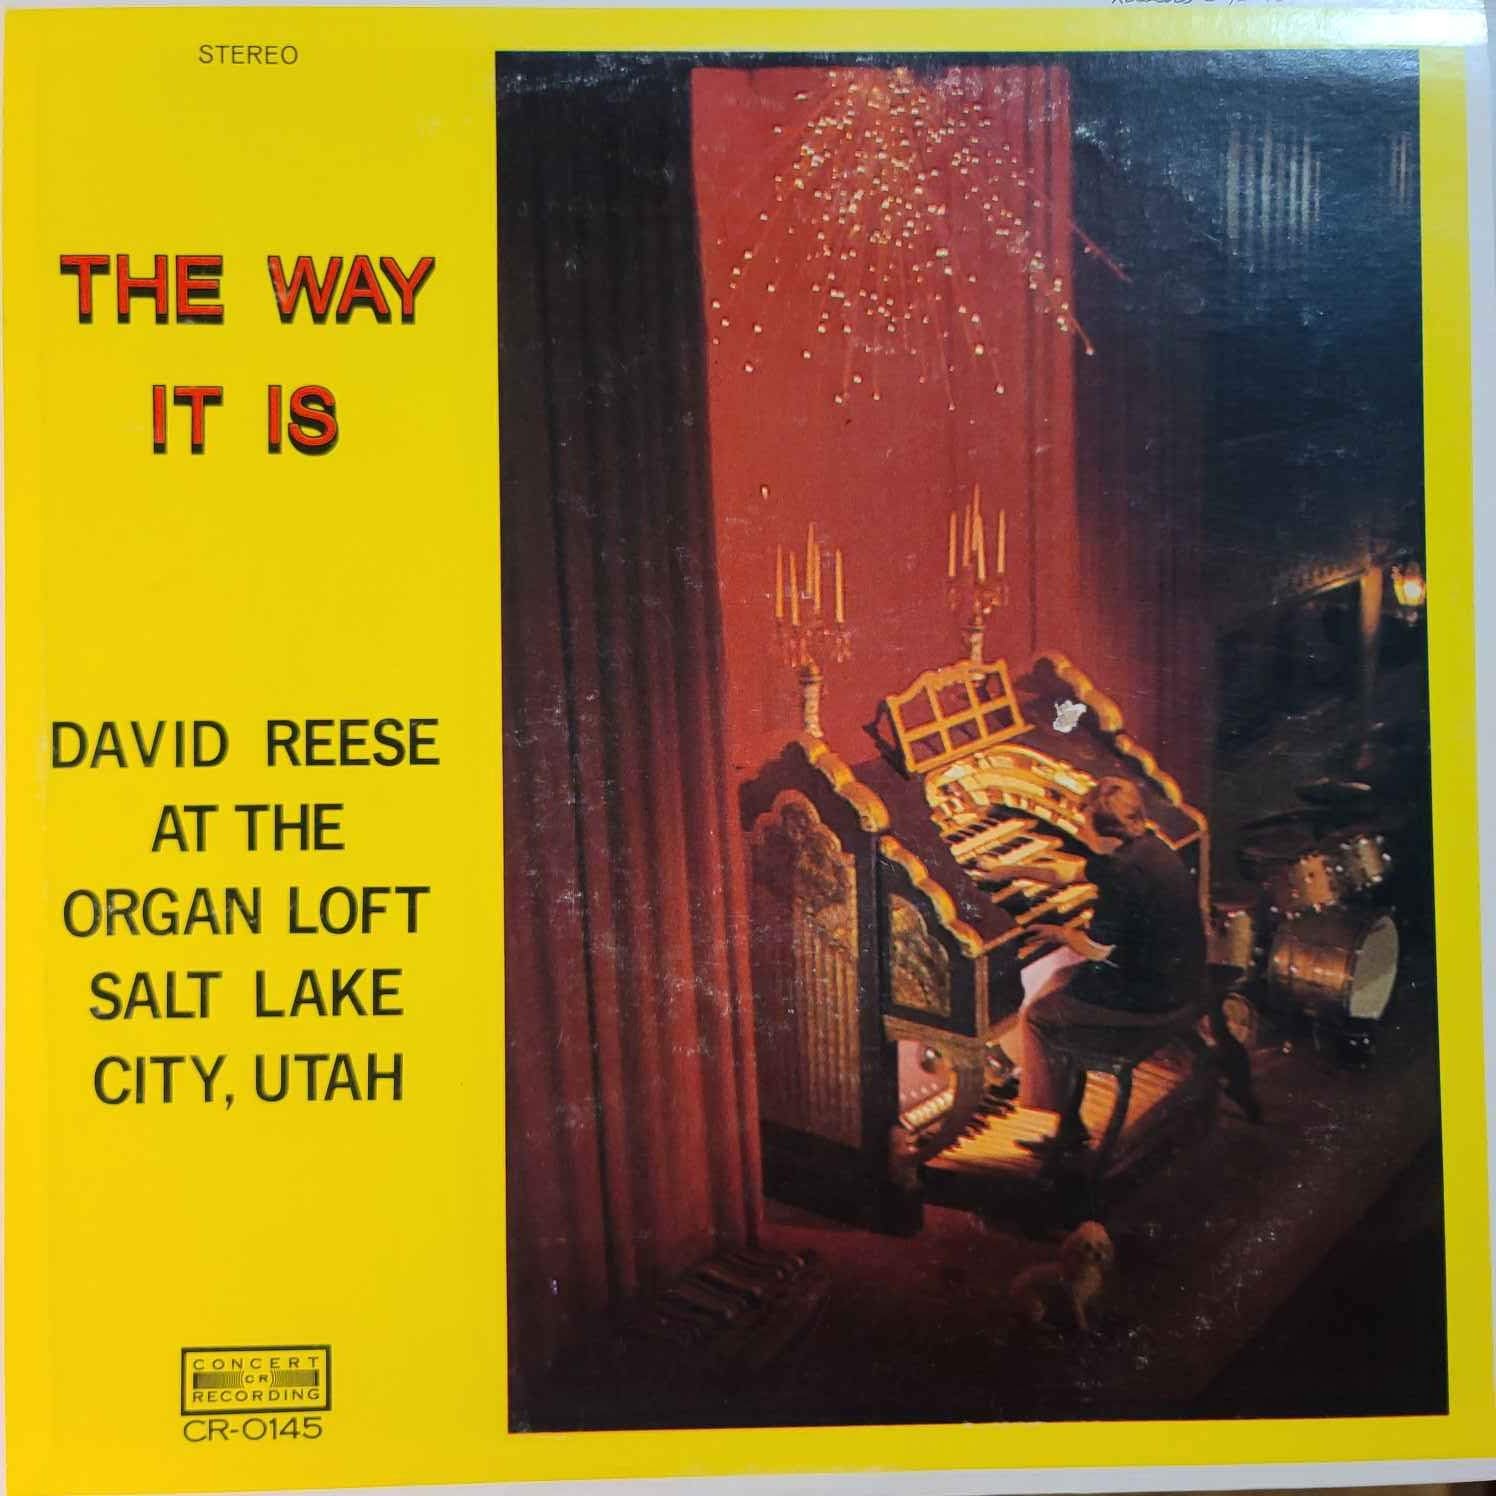 STEREO
THE WAY
IT IS
DAVID REESE
AT THE
ORGAN LOFT
SALT LAKE
CITY, UTAH
CONCERT
CR
RECORDING
CR-0145